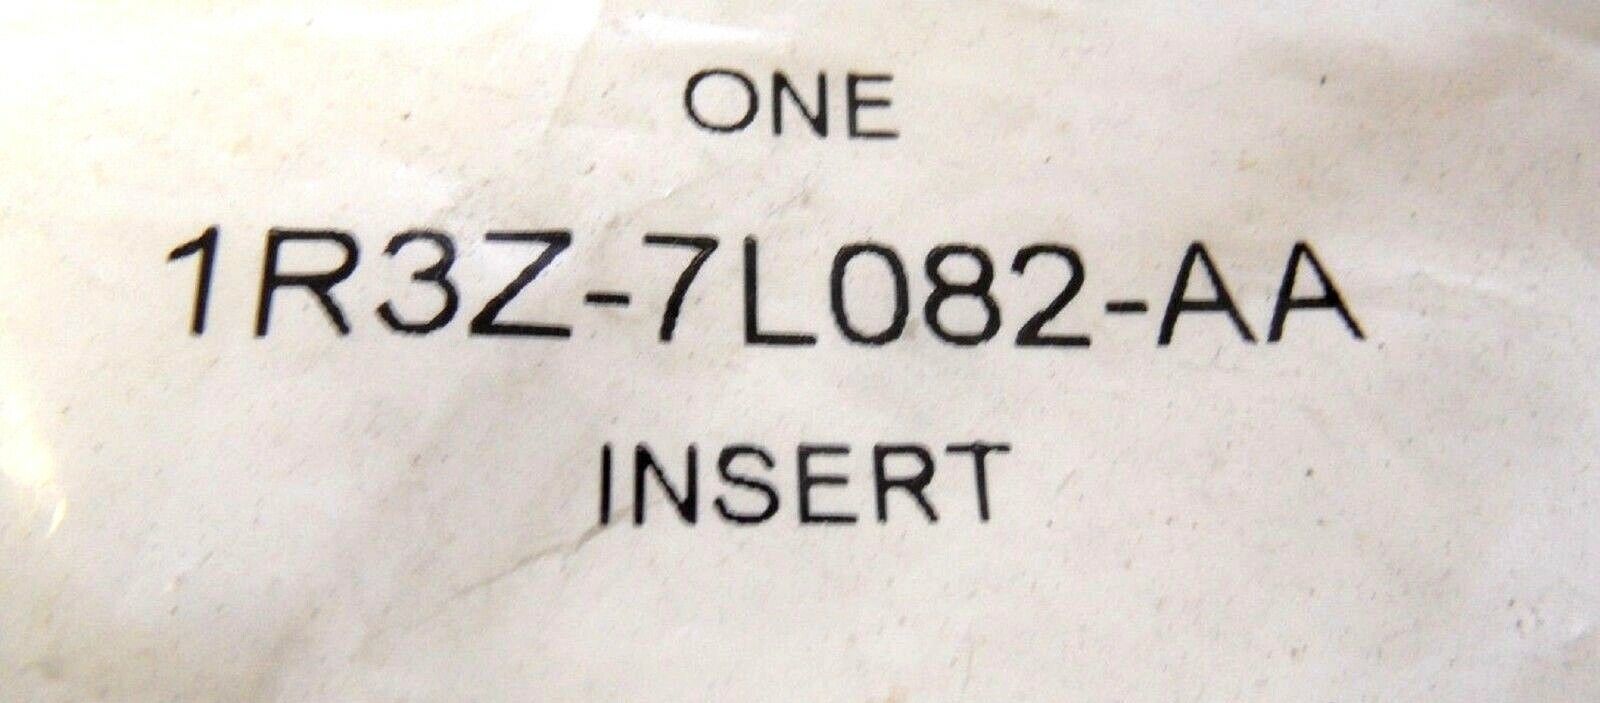 ONE
1R3Z-7L082-AA
INSERT